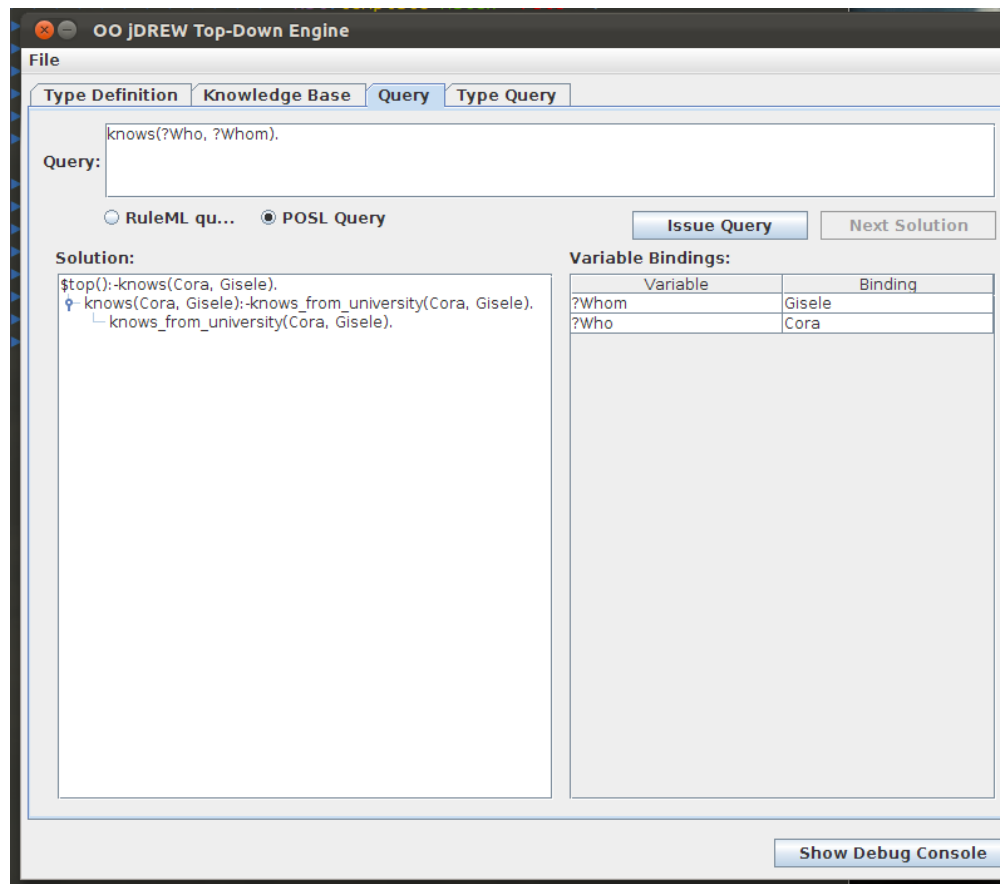 OO jDREW Top-Down Engine
File
Type Definition Knowledge Base Query Type Query
knows(?Who, ?Whom).
Query:
RuleML qu... POSL Query
Issue Query Next Solution
Solution:
$top():-knows(Cora, Gisele).
knows(Cora, Gisele):-knows_from_university(Cora, Gisele).
knows_from_university(Cora, Gisele).
Variable Bindings:
Variable Binding
?Whom Gisele
?Who Cora
Show Debug Console